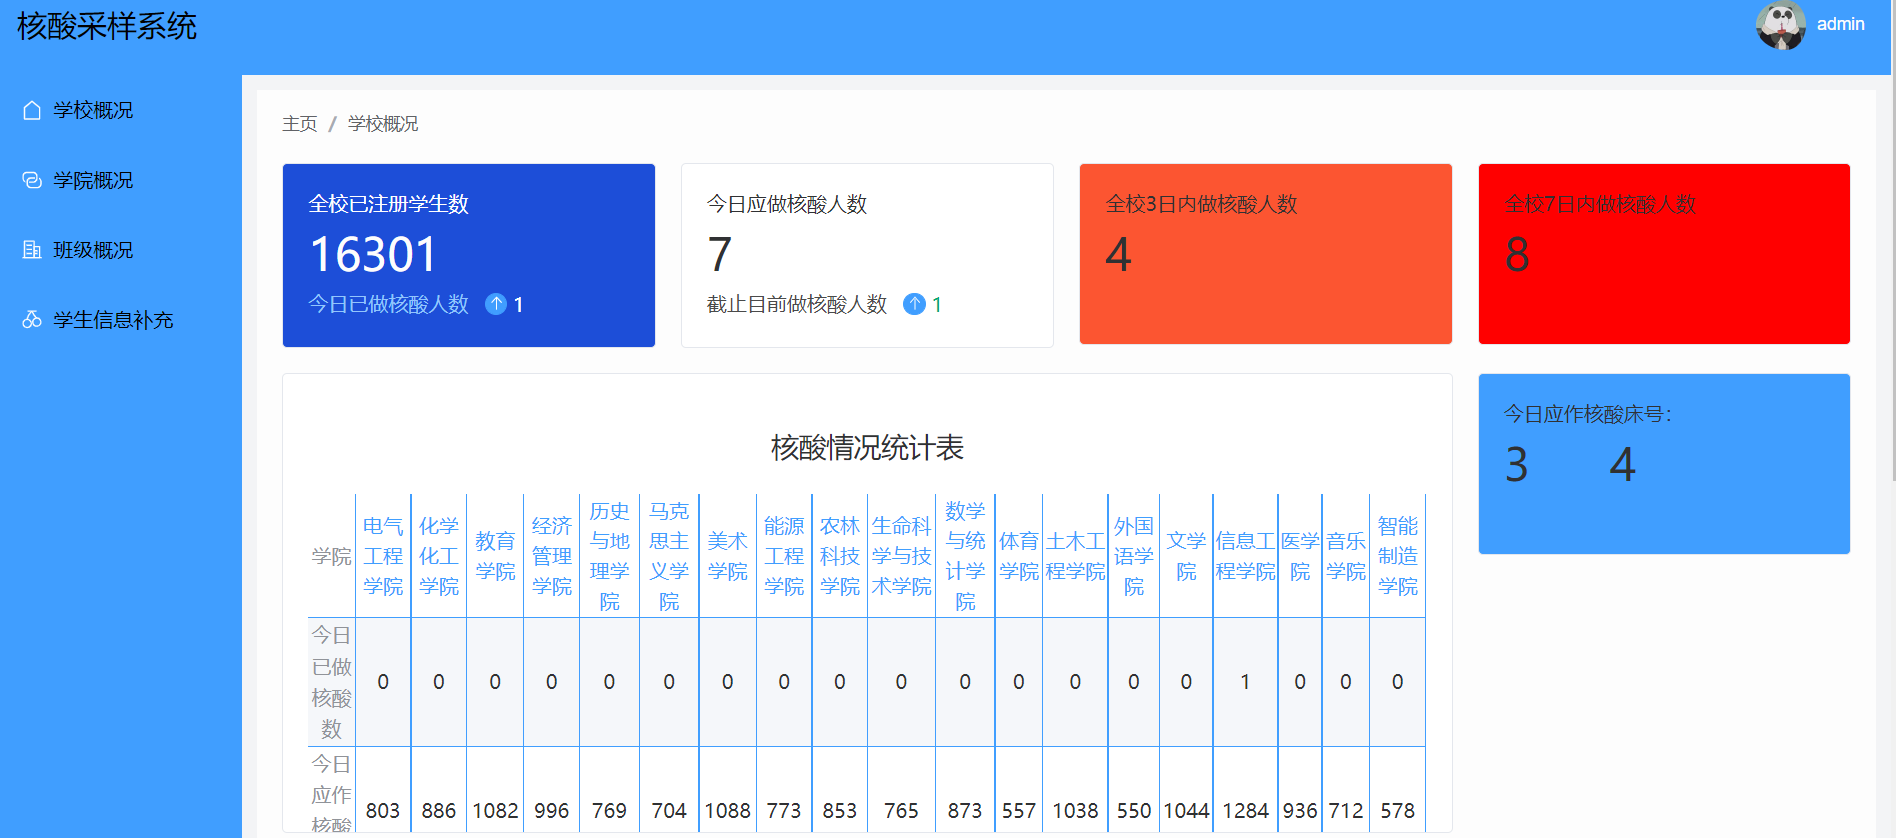 核酸采样系统
admin
学校概况
学院概况
班级概况
学生信息补充
主页 / 学校概况
全校已注册学生数
16301
今日已做核酸人数 1
今日应做核酸人数
7
截止目前做核酸人数 1
全校3日内做核酸人数
4
全校7日内做核酸人数
8
今日应作核酸床号：
3 4
核酸情况统计表
学院
电气
工程
学院
化学
化工
学院
教育
学院
经济
管理
学院
历史
与地
理学
院
马克
思主
义学
院
美术
学院
能源
工程
学院
农林
科技
学院
生命科
学与技
术学院
数学
与统
计学
院
体育
学院
土木工
程学院
外国
语学
院
文学
院
信息工
程学院
医学
院
音乐
学院
智能
制造
学院
今日
已做
核酸
数
0 0 0 0 0 0 0 0 0 0 0 0 0 0 0 1 0 0 0
今日
应作
核酸
803 886 1082 996 769 704 1088 773 853 765 873 557 1038 550 1044 1284 936 712 578